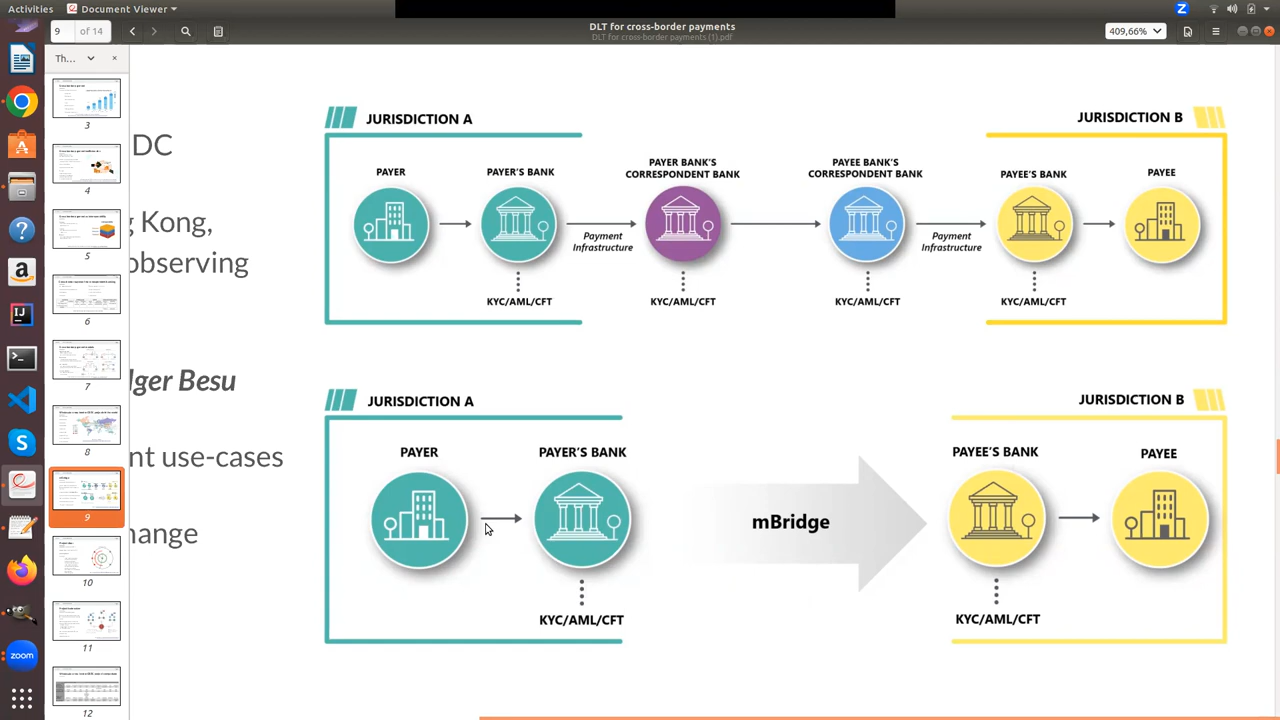 Activities
Document Viewer
9
of 14
DLT for cross-border payments
DLT for cross-border payments (1).pdf
409,66%
Th...
3
4
5
6
7
8
9
10
11
12
zoom
DC
g Kong,
observing
lger Besu
nt use-cases
hange
JURISDICTION A
JURISDICTION B
PAYER
PAYER'S BANK
PAYER BANK'S
CORRESPONDENT BANK
PAYEE BANK'S
CORRESPONDENT BANK
PAYEE'S BANK
PAYEE
Payment
Infrastructure
Payment
Infrastructure
KYC/AML/CFT
KYC/AML/CFT
KYC/AML/CFT
KYC/AML/CFT
JURISDICTION A
JURISDICTION B
PAYER
PAYER'S BANK
PAYEE'S BANK
PAYEE
mBridge
KYC/AML/CFT
KYC/AML/CFT